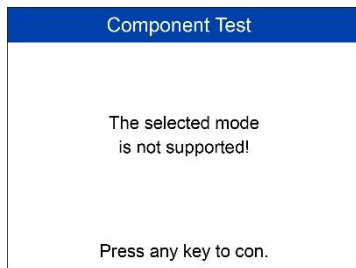 Component Test
The selected mode
is not supported!
Press any key to con.